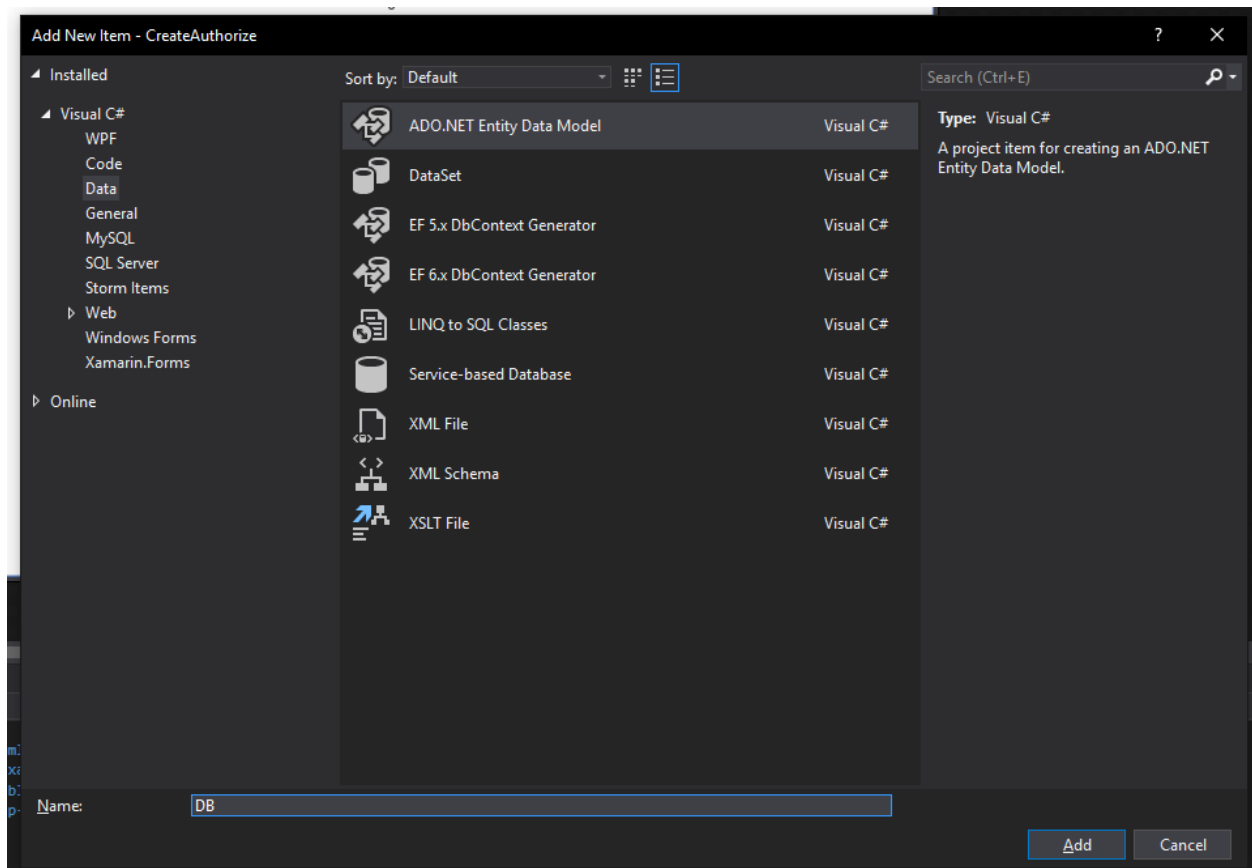 Add New Item - CreateAuthorize
?
Installed
Sort by: Default
Search (Ctrl+E)
Visual C#
WPF
Code
Data
General
MySQL
SQL Server
Storm Items
Web
Windows Forms
Xamarin.Forms
Online
ADO.NET Entity Data Model Visual C#
DataSet Visual C#
EF 5.x DbContext Generator Visual C#
EF 6.x DbContext Generator Visual C#
LINQ to SQL Classes Visual C#
Service-based Database Visual C#
XML File Visual C#
XML Schema Visual C#
XSLT File Visual C#
Type: Visual C#
A project item for creating an ADO.NET
Entity Data Model.
Name: DB
Add Cancel